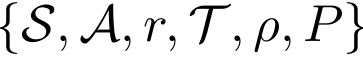 {𝒮, 𝒜, r, 𝒯, ρ, P}